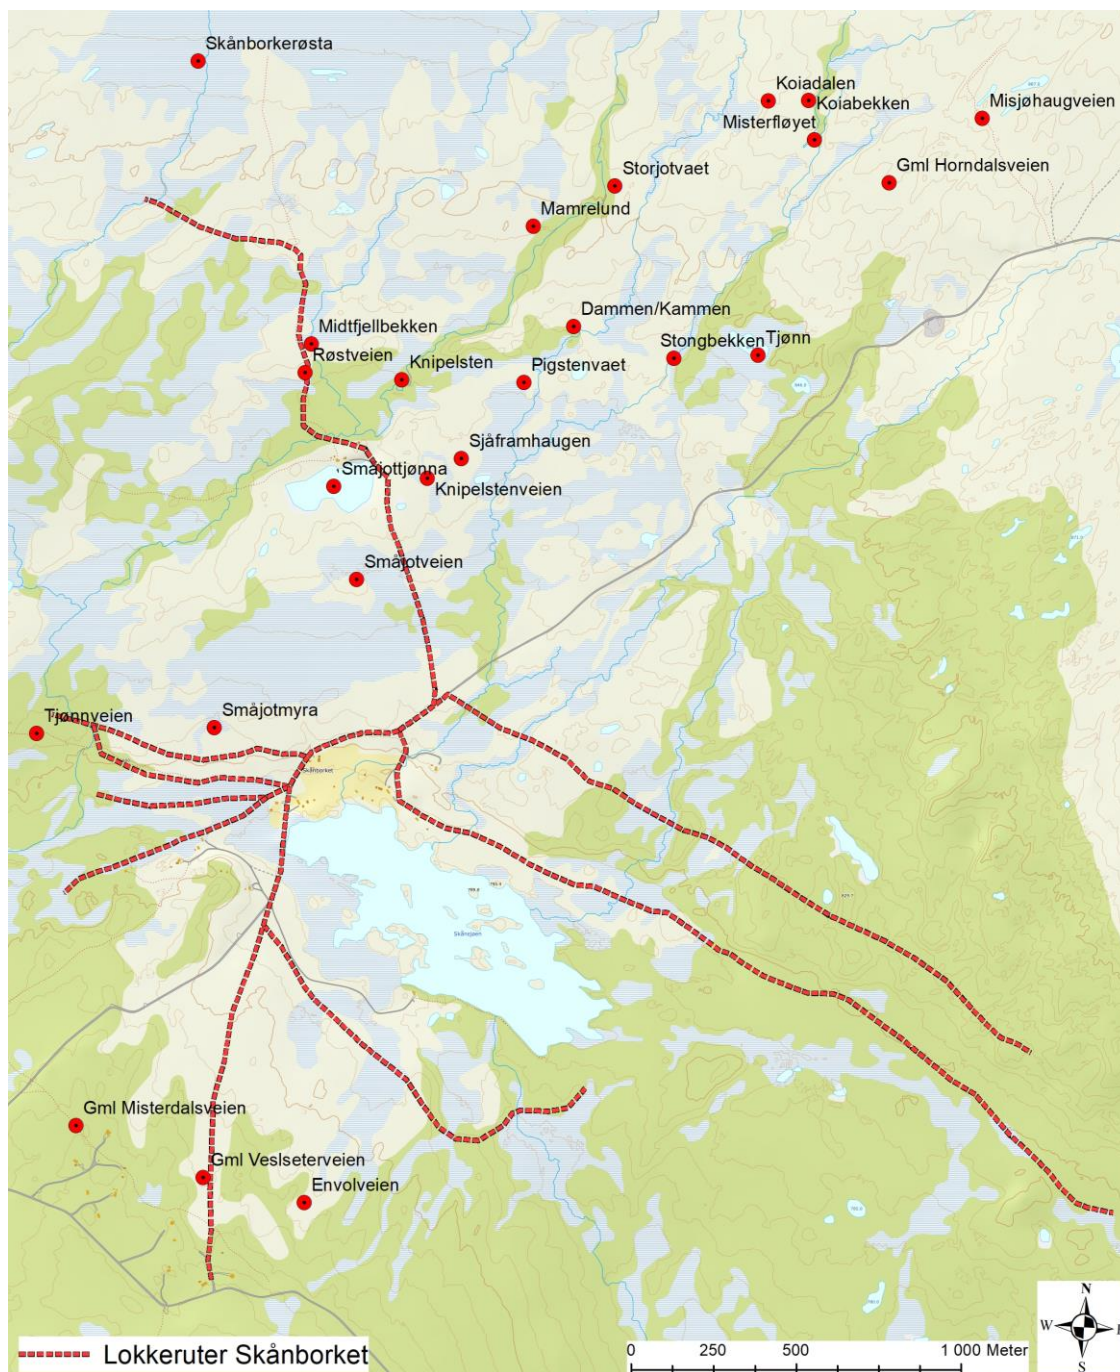 Skånborkerøsta
Koiadalen
Koiabekken
Misjøhaugveien
Misterfløyet
Storjotvaet
Gml Horndalsveien
Mamrelund
Dammen/Kammen
Midtfjellbekken
Stongbekken
Tjønn
Røstveien
Knipelsten
Pigstenvaet
Sjåframhaugen
Småjottjønna
Knipelstenveien
Småjotveien
Tjønnveien
Småjotmyra
Skånborket
Gml Misterdalsveien
Gml Veslseterveien
Envolveien
N
W
S
Lokkeruter Skånborket
0 250 500 1 000 Meter